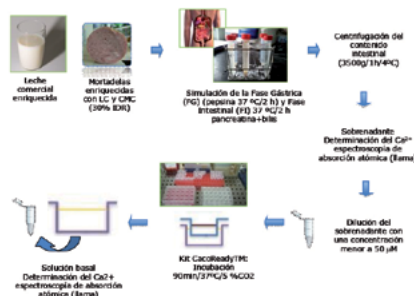 Leche
comercial
enriquecida
Mortadelas
enriquecidas
con LC y CMC
(30% IDR)
Simulación de la Fase Gástrica
(FG) (pepsina 37 ºC/2 h) y Fase
Intestinal (FI) 37 ºC/2 h
pancreatina+bilis
Centrifugación del
contenido
intestinal
(3500g/1h/4ºC)
Sobrenadante
Determinación del Ca²⁺
espectroscopia de
absorción atómica (llama)
Dilución del
sobrenadante con
una concentración
menor a 50 µM
Kit CacoReadyTM:
Incubación
90min/37ºC/5 %CO2
Solución basal
Determinación del Ca2+
espectroscopia de absorción
atómica (llama)